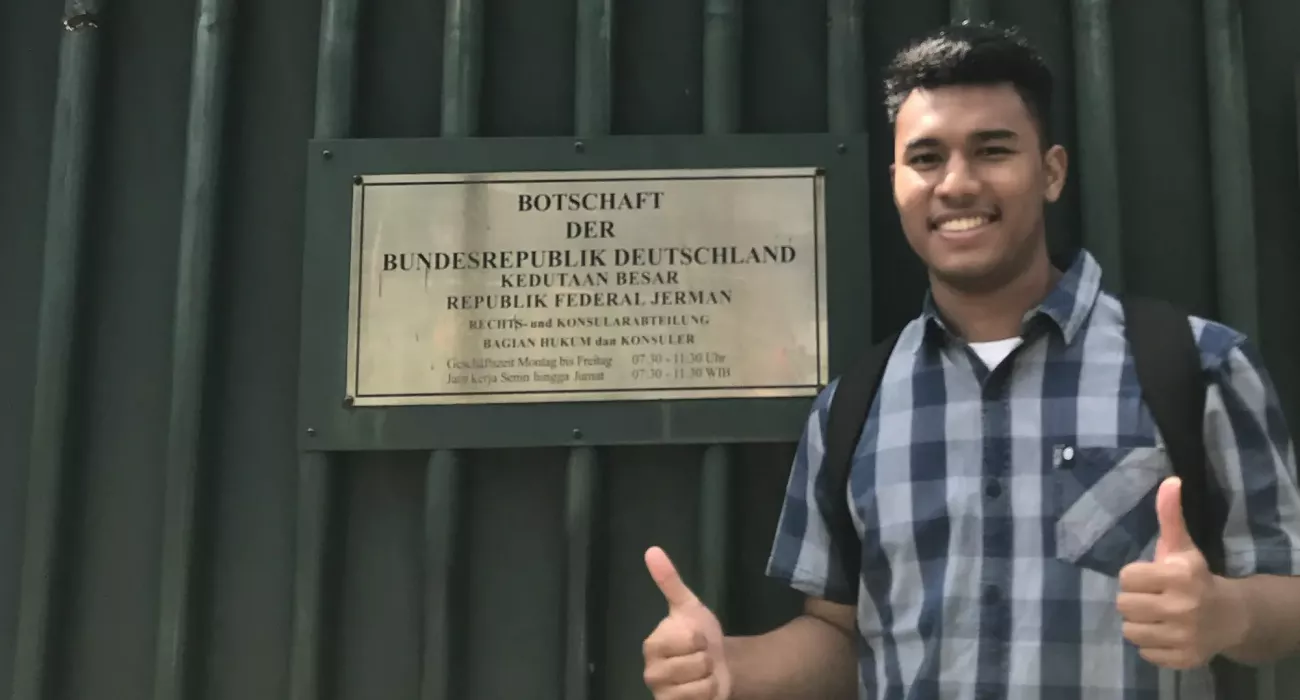 BOTSCHAFT
DER
BUNDESREPUBLIK DEUTSCHLAND
KEDUTAAN BESAR
REPUBLIK FEDERAL JERMAN
RECHTS- und KONSULARABTEILUNG
BAGIAN HUKUM dan KONSULER
Geschäftszeit Montag bis Freitag 07:30 - 11:30 Uhr
Jam kerja Senin hingga Jumat 07:30 - 11:30 WIB